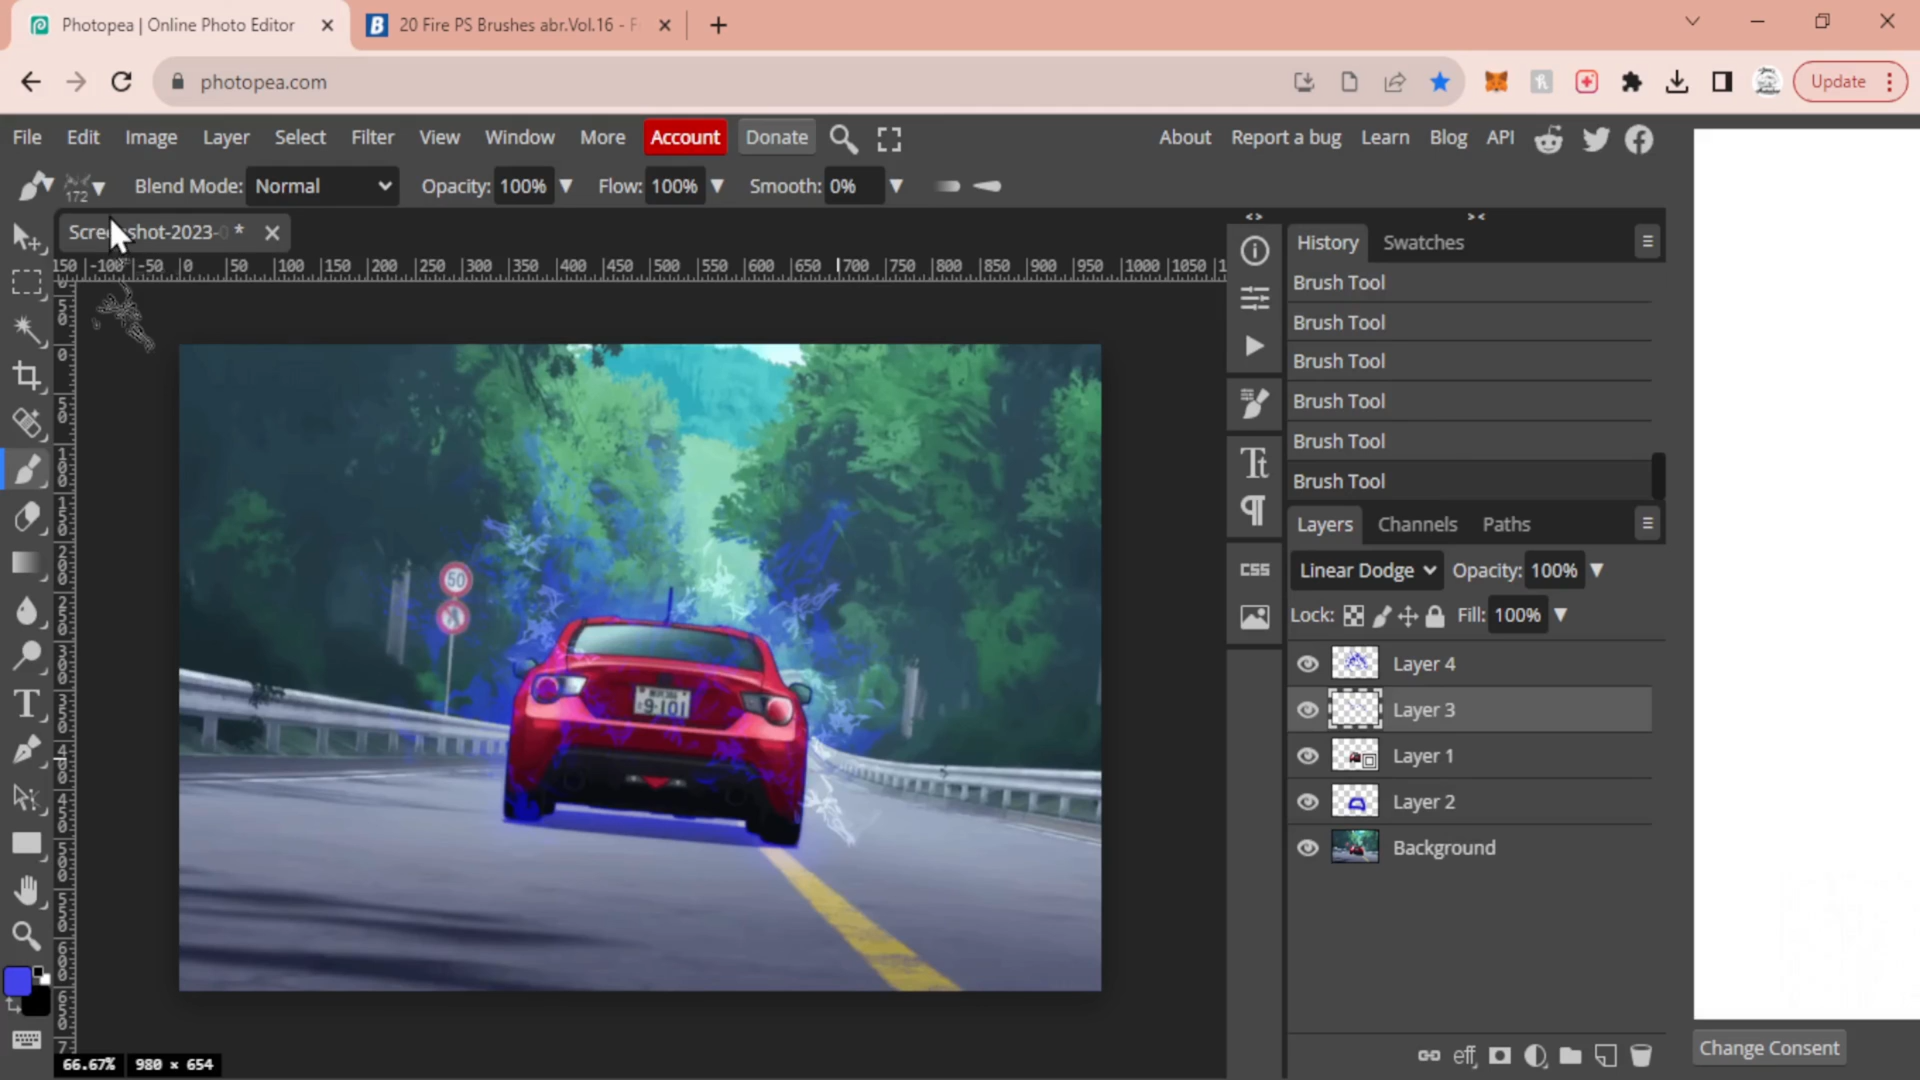 Photopea | Online Photo Editor
20 Fire PS Brushes abr.Vol.16 - F
photopea.com
Update
File Edit Image Layer Select Filter View Window More Account Donate
About Report a bug Learn Blog API
172 Blend Mode: Normal Opacity: 100% Flow: 100% Smooth: 0%
Screenshot-2023-0 *
150 -100 -50 0 50 100 150 200 250 300 350 400 450 500 550 600 650 700 750 800 850 900 950 1000 1050 1
History Swatches
Brush Tool
Brush Tool
Brush Tool
Brush Tool
Brush Tool
Brush Tool
Layers Channels Paths
CSS
Linear Dodge Opacity: 100%
Lock: Fill: 100%
Layer 4
Layer 3
Layer 1
Layer 2
Background
50
9-101
66.67% 980 × 654
eff
Change Consent